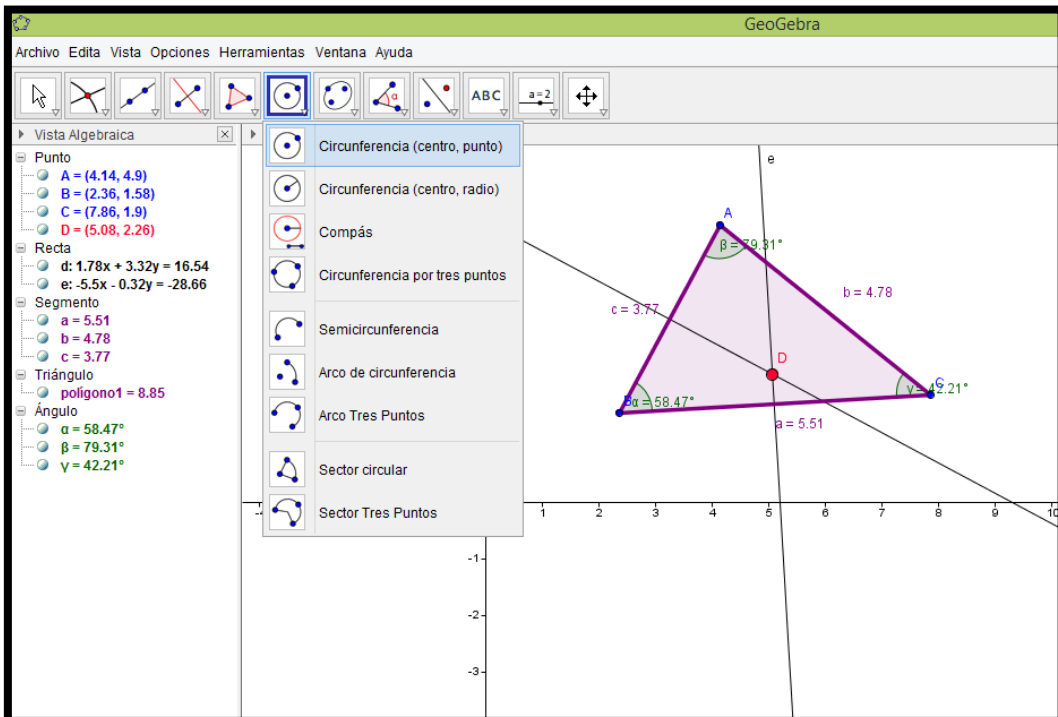 GeoGebra
Archivo Edita Vista Opciones Herramientas Ventana Ayuda
ABC
a=2
α
Vista Algebraica
Punto
A = (4.14, 4.9)
B = (2.36, 1.58)
C = (7.86, 1.9)
D = (5.08, 2.26)
Recta
d: 1.78x + 3.32y = 16.54
e: -5.5x - 0.32y = -28.66
Segmento
a = 5.51
b = 4.78
c = 3.77
Triángulo
polígono1 = 8.85
Ángulo
α = 58.47°
β = 79.31°
γ = 42.21°
Circunferencia (centro, punto)
Circunferencia (centro, radio)
Compás
Circunferencia por tres puntos
Semicircunferencia
Arco de circunferencia
Arco Tres Puntos
Sector circular
Sector Tres Puntos
e
A
β = 79.31°
b = 4.78
c = 3.77
D
C
γ = 42.21°
B
α = 58.47°
a = 5.51
1 2 3 4 5 6 7 8 9 10
-1
-2
-3